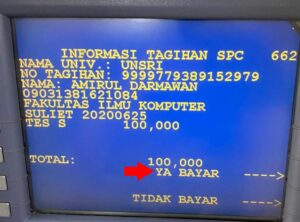 INFORMASI TAGIHAN SPC 662
NAMA UNIV.: UNSRI
NO TAGIHAN: 9999779389152979
NAMA: AMIRUL DARMAWAN
09031381621084
FAKULTAS ILMU KOMPUTER
SULIET 20200625
TES S 100,000
TOTAL: 100,000
YA BAYAR ---->
TIDAK BAYAR ---->